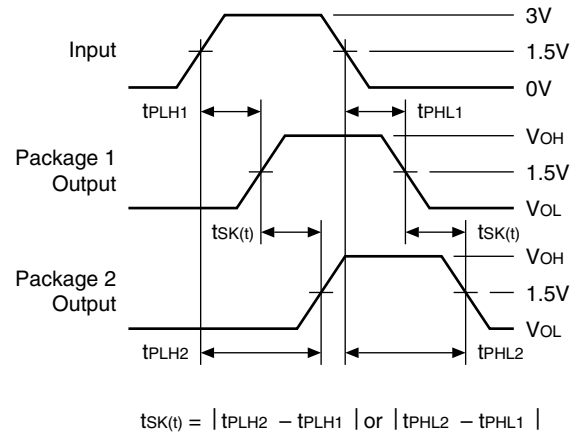 3V
Input
1.5V
0V
tPLH1
tPHL1
VOH
Package 1
Output
1.5V
VOL
tSK(t)
tSK(t)
VOH
Package 2
Output
1.5V
VOL
tPLH2
tPHL2
tSK(t) = | tPLH2 – tPLH1 | or | tPHL2 – tPHL1 |